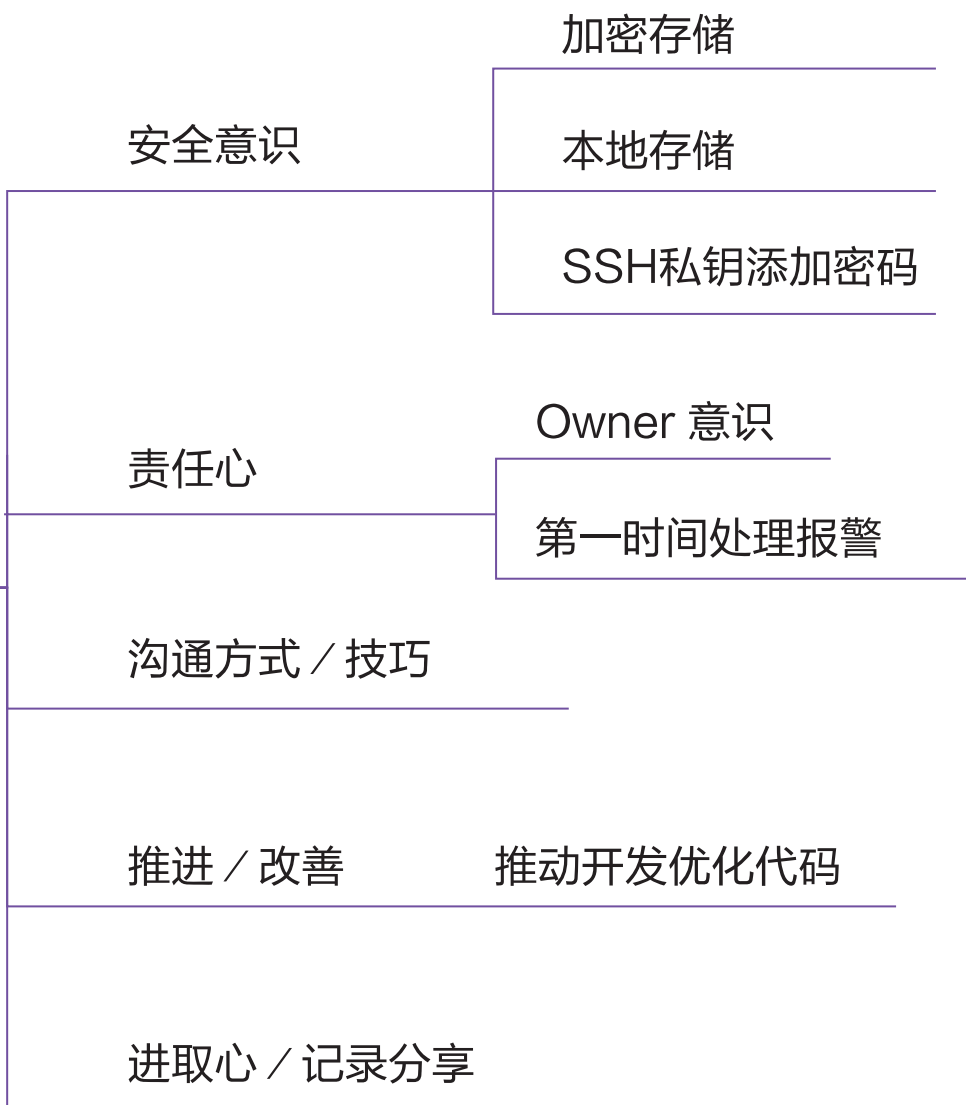 加密存储
安全意识
本地存储
SSH私钥添加密码
Owner 意识
责任心
第一时间处理报警
沟通方式 / 技巧
推进 / 改善
推动开发优化代码
进取心 / 记录分享